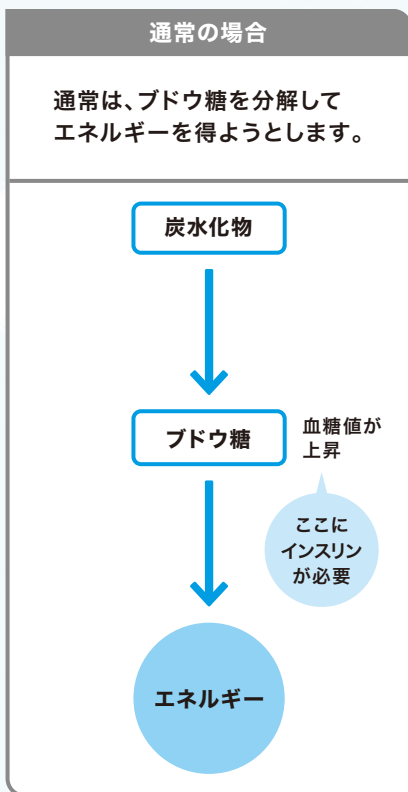 通常の場合
通常は、ブドウ糖を分解して
エネルギーを得ようとします。
炭水化物
ブドウ糖
血糖値が
上昇
ここに
インスリン
が必要
エネルギー